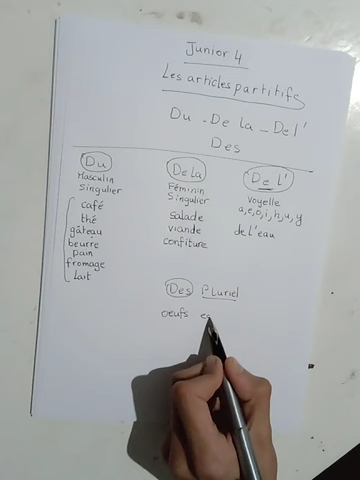 Junior 4
Les articles partitifs
Du - De la - De l'
Des
Du
Masculin
Singulier
café
thé
gâteau
beurre
pain
fromage
Lait
De la
Féminin
Singulier
salade
viande
confiture
De l'
voyelle
a, e, o, i, h, u, y
de l'eau
Des Pluriel
oeufs